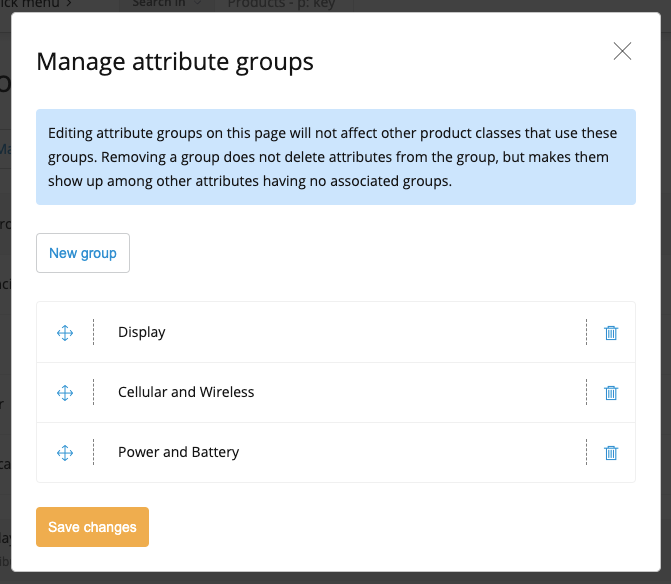 ick menu
Search in
Products - p: key
Manage attribute groups
Editing attribute groups on this page will not affect other product classes that use these
groups. Removing a group does not delete attributes from the group, but makes them
show up among other attributes having no associated groups.
New group
Display
Cellular and Wireless
Power and Battery
Save changes